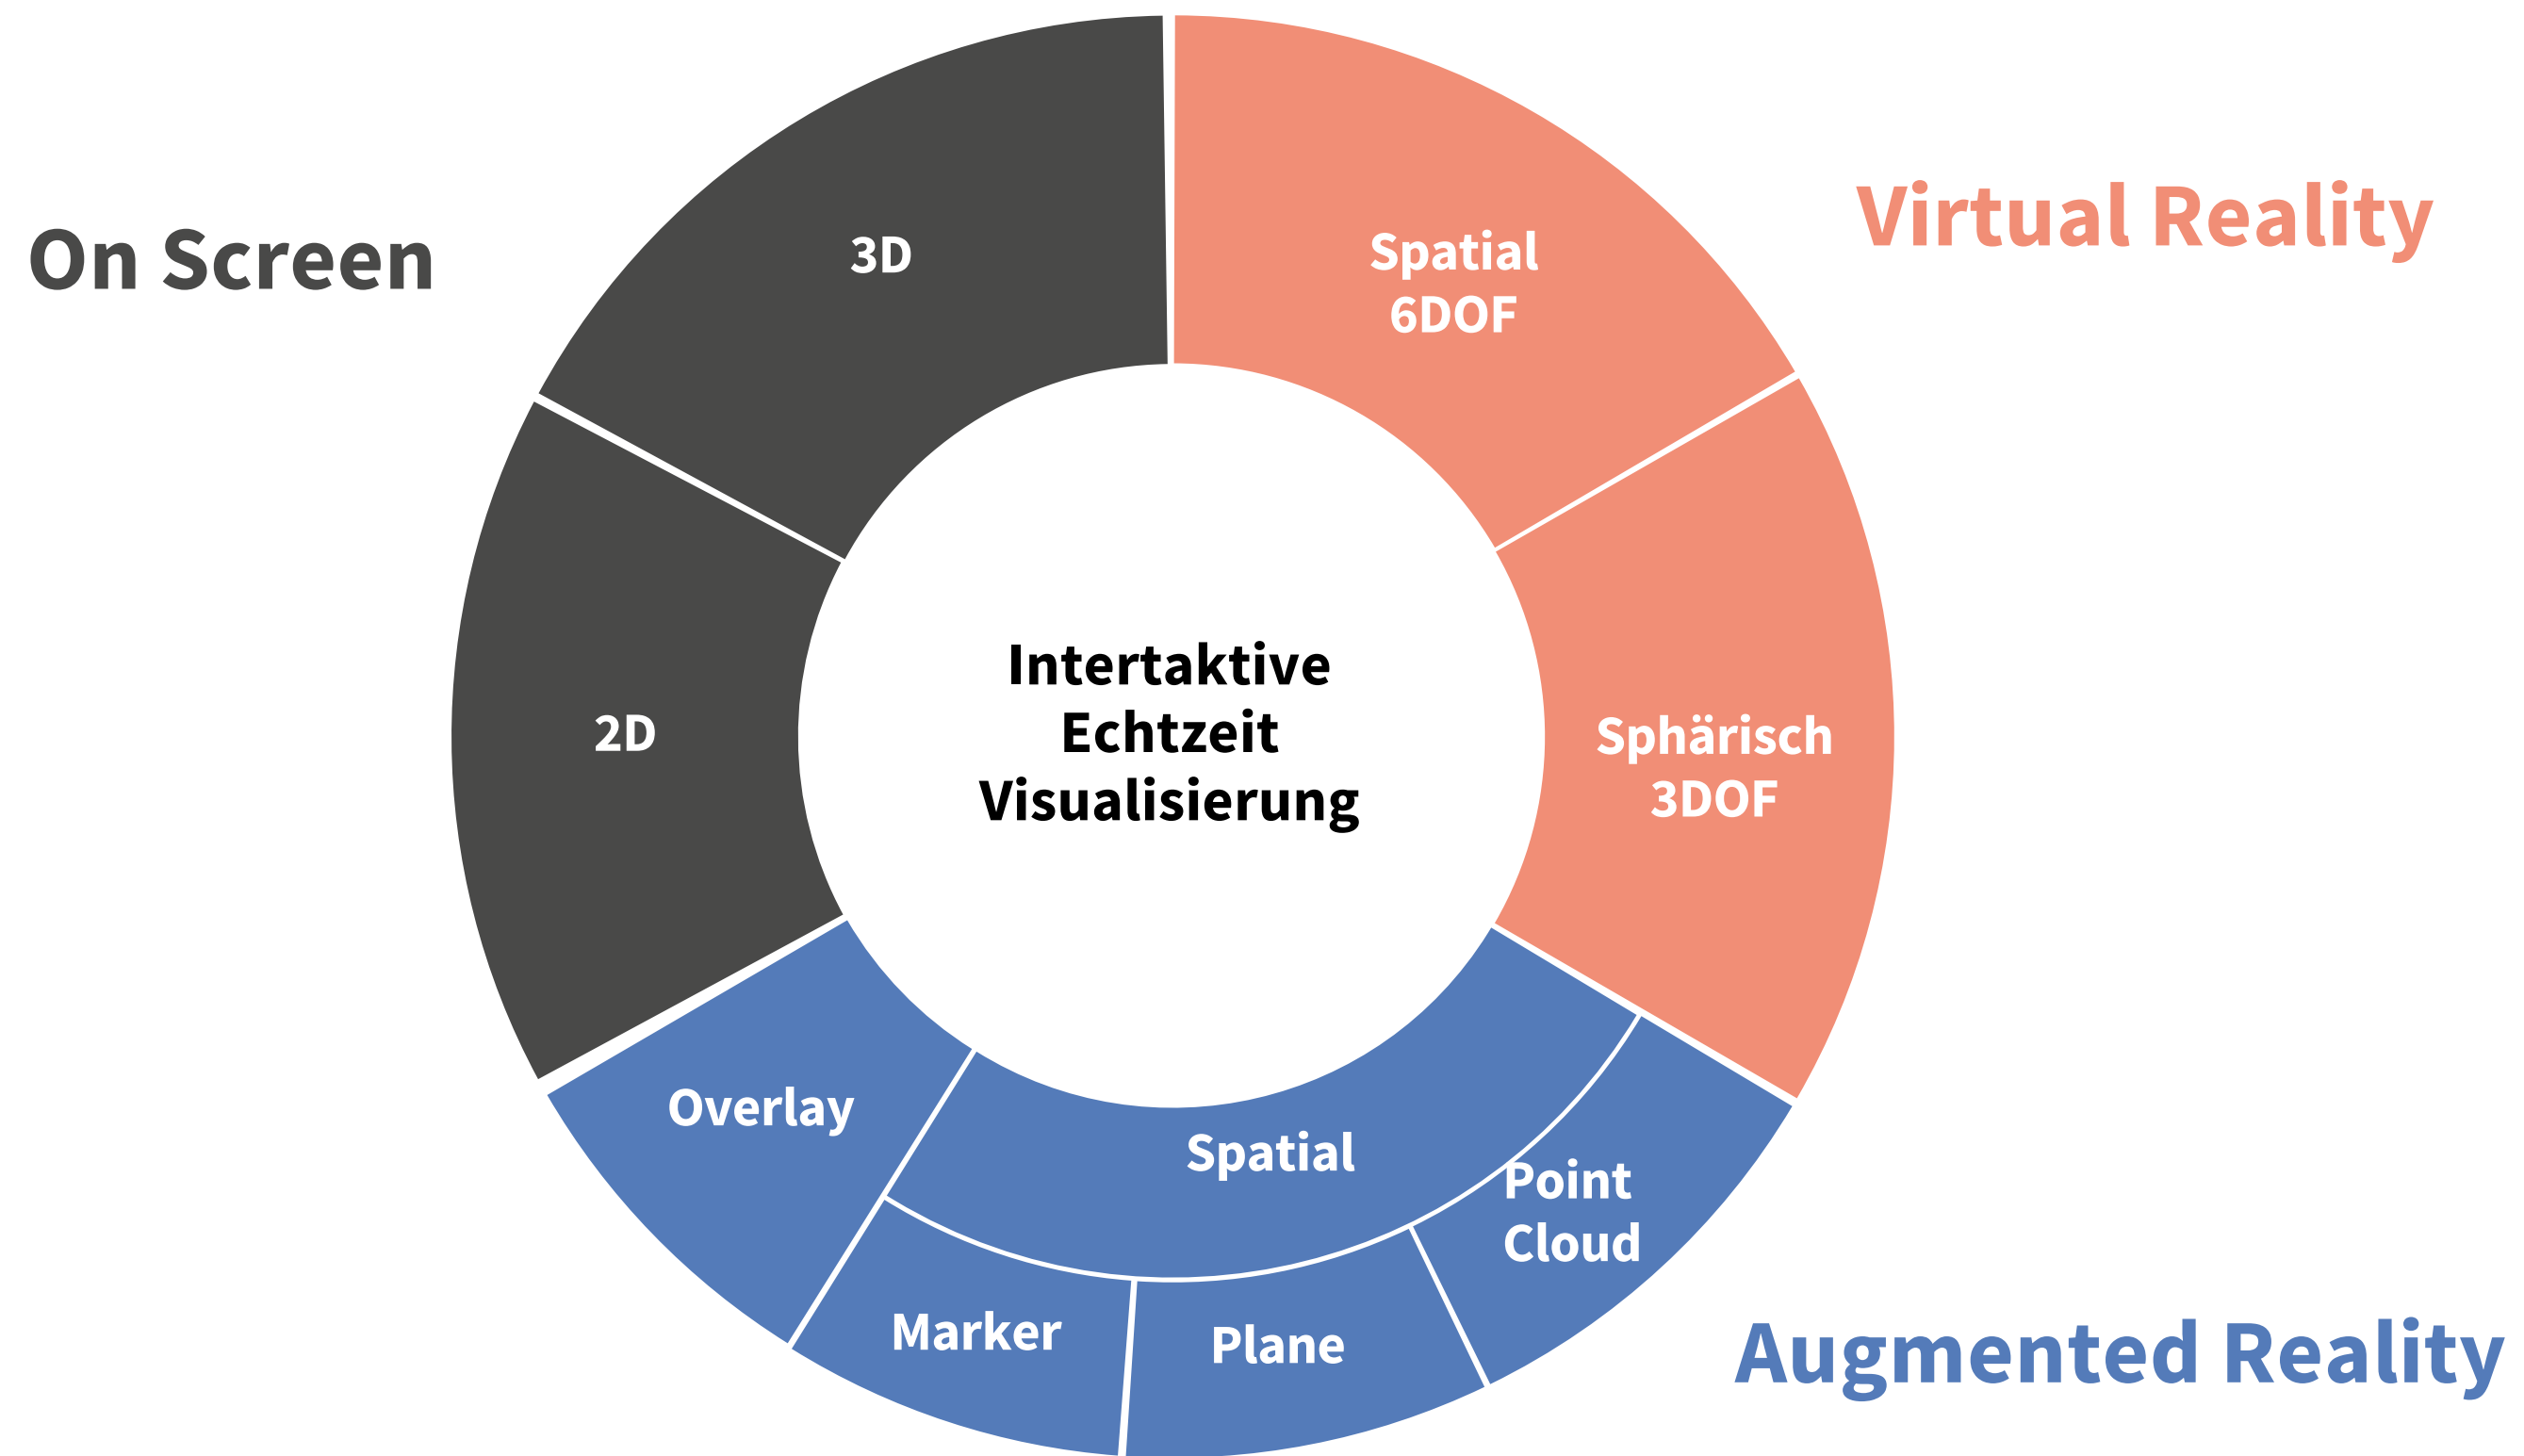 On Screen
Virtual Reality
3D
Spatial
6DOF
Intertaktive
Echtzeit
Visualisierung
2D
Sphärisch
3DOF
Overlay
Spatial
Point
Cloud
Marker
Plane
Augmented Reality